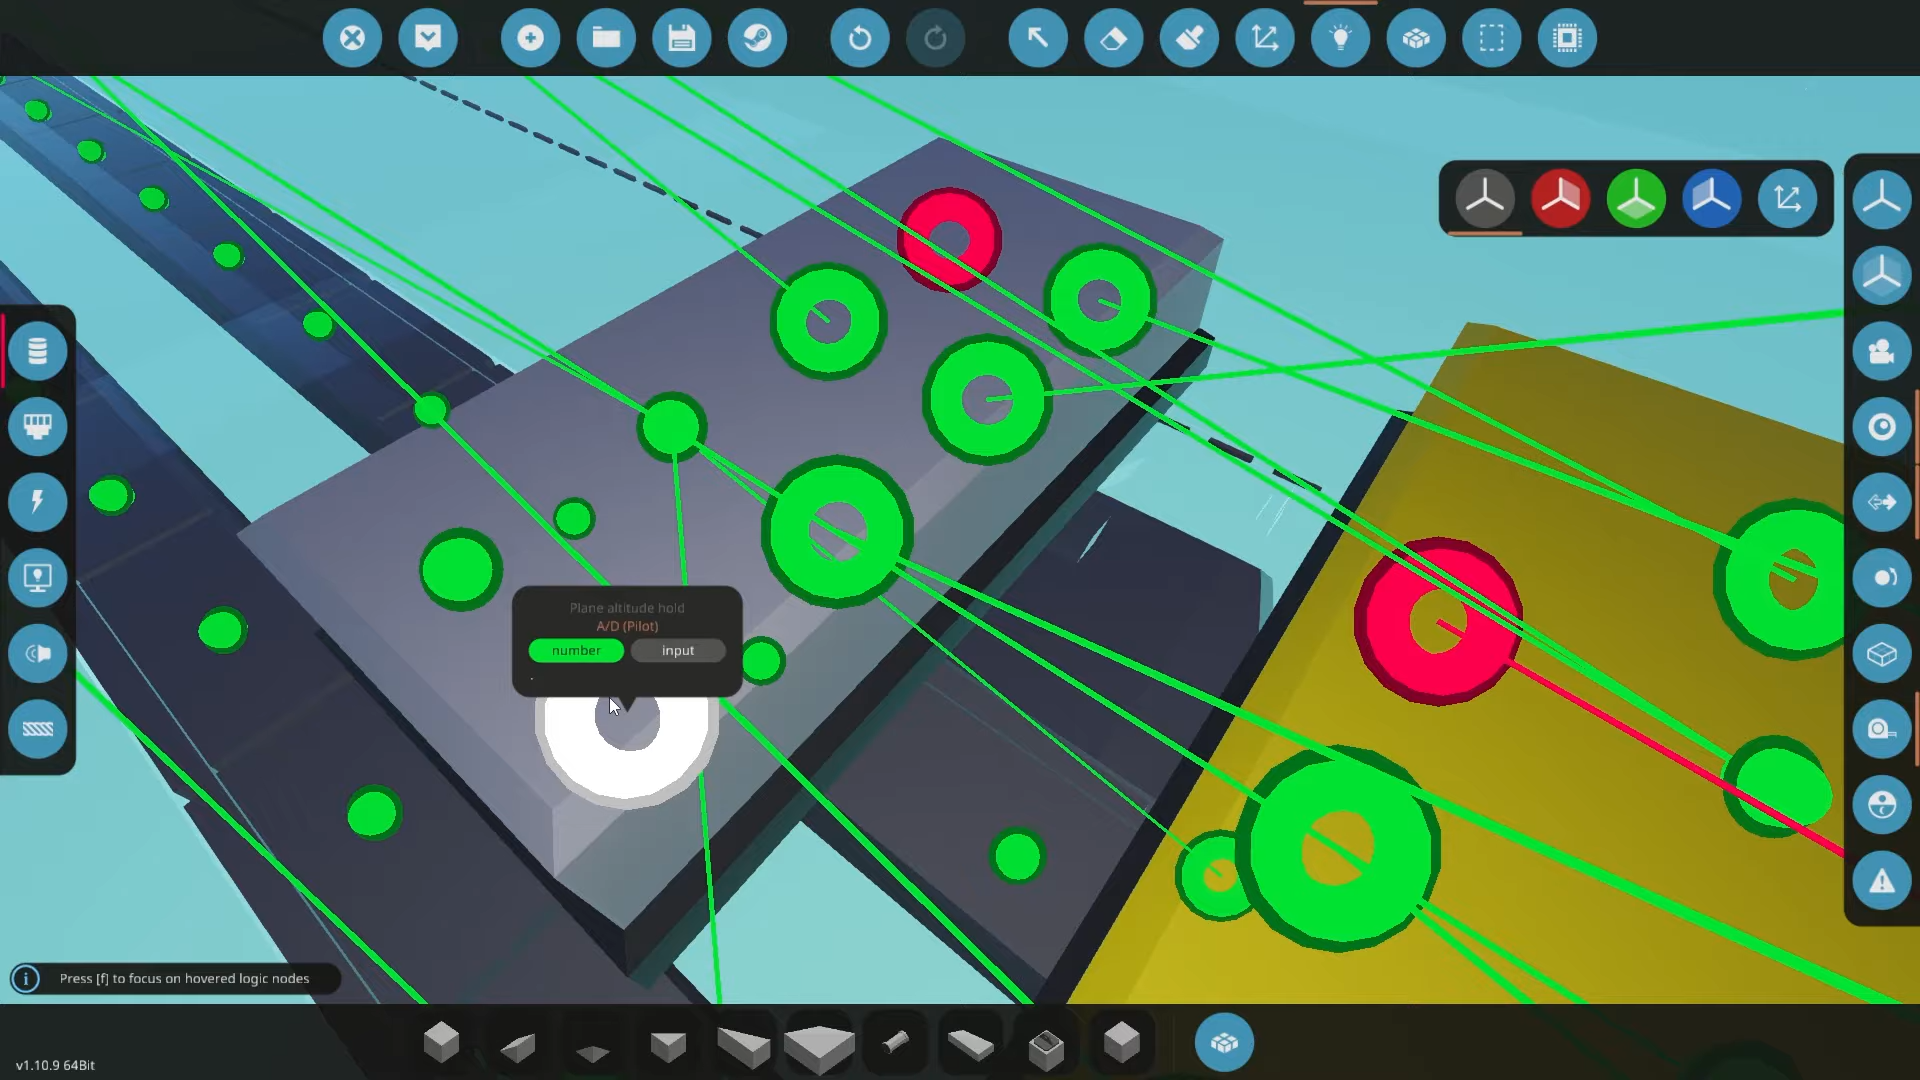 Plane altitude hold
A/D (Pilot)
number input
Press [f] to focus on hovered logic nodes
v1.10.9 64Bit